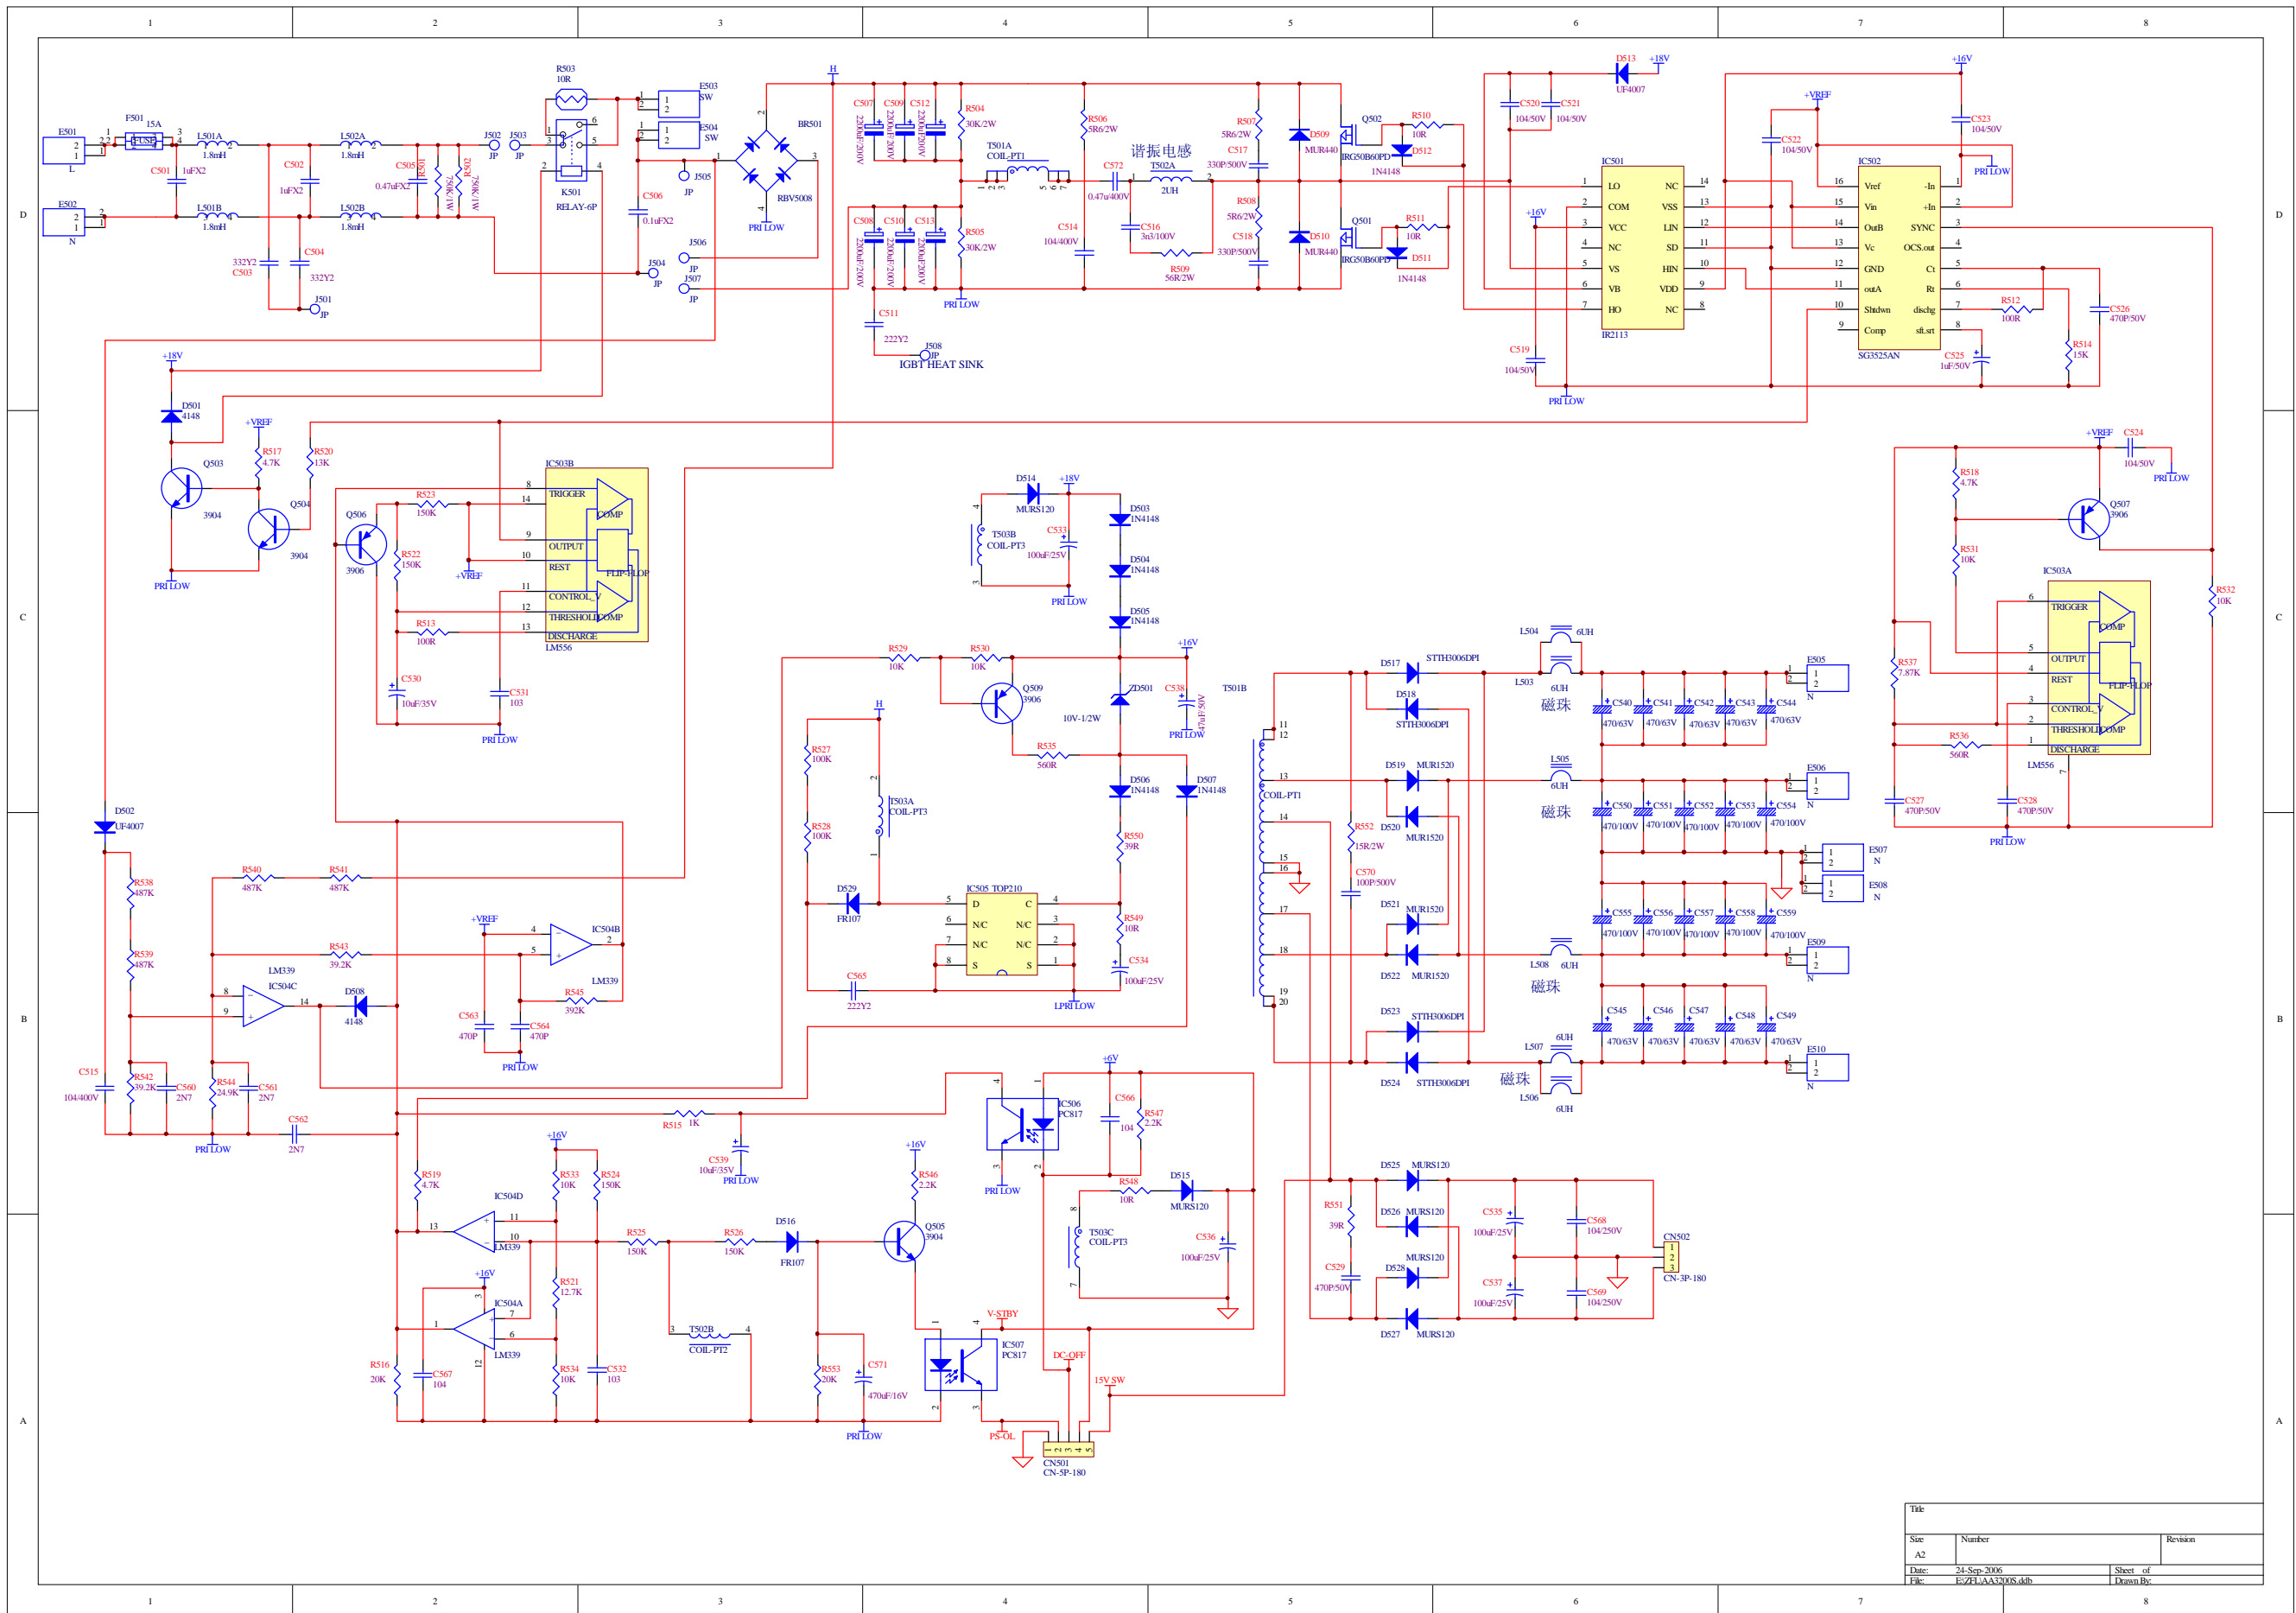 1 2 3 4 5 6 7 8
D
C
B
A
E501
2
1
L
E502
2
1
N
F501
15A
FUSE
L501A
1.8mH
C501
1uFX2
L501B
1.8mH
C502
1uFX2
L502A
1.8mH
L502B
1.8mH
C503
332Y2
C504
332Y2
J501
JP
C505
0.47uFX2
R501
750K/1W
R502
750K/1W
J502
JP
J503
JP
R503
10R
K501
RELAY-6P
E503
SW
E504
SW
C506
0.1uFX2
J504
JP
J505
JP
J506
JP
J507
JP
BR501
RBV5008
PRI LOW
H
C507
2200uF/200V
C509
2200uF/200V
C512
2200uF/200V
R504
30K/2W
C508
2200uF/200V
C510
2200uF/200V
C513
2200uF/200V
R505
30K/2W
PRI LOW
C511
222Y2
J508
JP
IGBT HEAT SINK
T501A
COIL-PT1
R506
5R6/2W
C514
104/400V
C572
0.47u/400V
谐振电感
T502A
2UH
C516
3n3/100V
R509
56R/2W
R507
5R6/2W
C517
330P/500V
R508
5R6/2W
C518
330P/500V
D509
MUR440
D510
MUR440
Q502
IRG50B60PD
Q501
IRG50B60PD
R510
10R
D512
1N4148
R511
10R
D511
1N4148
C520
104/50V
C521
104/50V
D513
UF4007
+18V
+16V
C519
104/50V
PRI LOW
IC501
LO
COM
VCC
NC
VS
VB
HO
NC
VSS
LIN
SD
HIN
VDD
NC
IR2113
+VREF
C522
104/50V
IC502
Vref
Vin
OutB
Vc
GND
outA
Shtdwn
Comp
-In
+In
SYNC
OCS.out
Ct
Rt
dischg
sft.srt
SG3525AN
+16V
C523
104/50V
PRI LOW
R512
100R
C525
1uF/50V
C526
470P/50V
R514
15K
+18V
D501
4148
Q503
3904
PRI LOW
+VREF
R517
4.7K
R520
13K
Q504
3904
Q506
3906
R523
150K
R522
150K
+VREF
R513
100R
C530
10uF/35V
C531
103
PRI LOW
IC503B
TRIGGER
COMP
OUTPUT
REST
FLIP-FLOP
CONTROL_V
THRESHOLD
COMP
DISCHARGE
LM556
D514
MURS120
+18V
T503B
COIL-PT3
C533
100uF/25V
PRI LOW
D503
1N4148
D504
1N4148
D505
1N4148
R529
10K
R530
10K
Q509
3906
+16V
ZD501
10V-1/2W
C538
47uF/50V
PRI LOW
R535
560R
D506
1N4148
D507
1N4148
R550
39R
H
R527
100K
R528
100K
T503A
COIL-PT3
D529
FR107
IC505 TOP210
D
N/C
N/C
S
C
N/C
N/C
S
R549
10R
C534
100uF/25V
C565
222Y2
LPRI LOW
T501B
COIL-PT1
D517
STTH3006DPI
D518
STTH3006DPI
D519
MUR1520
D520
MUR1520
D521
MUR1520
D522
MUR1520
D523
STTH3006DPI
D524
STTH3006DPI
R552
15R/2W
C570
100P/500V
L504
6UH
L503
6UH
磁珠
L505
6UH
磁珠
L508
6UH
磁珠
L507
6UH
磁珠
L506
6UH
C540
470/63V
C541
470/63V
C542
470/63V
C543
470/63V
C544
470/63V
C550
470/100V
C551
470/100V
C552
470/100V
C553
470/100V
C554
470/100V
C555
470/100V
C556
470/100V
C557
470/100V
C558
470/100V
C559
470/100V
C545
470/63V
C546
470/63V
C547
470/63V
C548
470/63V
C549
470/63V
E505
N
E506
N
E507
N
E508
N
E509
N
E510
N
+VREF
C524
104/50V
PRI LOW
R518
4.7K
R531
10K
Q507
3906
R532
10K
IC503A
TRIGGER
COMP
OUTPUT
REST
FLIP-FLOP
CONTROL_V
THRESHOLD
COMP
DISCHARGE
LM556
R537
7.87K
R536
560R
C527
470P/50V
C528
470P/50V
PRI LOW
D502
UF4007
R538
487K
R539
487K
R540
487K
R541
487K
R543
39.2K
LM339
IC504C
D508
4148
+VREF
IC504B
LM339
R545
392K
C563
470P
C564
470P
PRI LOW
C515
104/400V
R542
39.2K
C560
2N7
R544
24.9K
C561
2N7
PRI LOW
C562
2N7
R515
1K
C539
10uF/35V
PRI LOW
R519
4.7K
+16V
R533
10K
R524
150K
IC504D
LM339
R521
12.7K
+16V
IC504A
LM339
R516
20K
C567
104
R534
10K
C532
103
R525
150K
R526
150K
T502B
COIL-PT2
D516
FR107
R553
20K
C571
470uF/16V
PRI LOW
+16V
R546
2.2K
Q505
3904
IC506
PC817
PRI LOW
+6V
C566
104
R547
2.2K
R548
10R
D515
MURS120
T503C
COIL-PT3
C536
100uF/25V
V-STBY
IC507
PC817
DC-OFF
15V SW
PS-OL
CN501
CN-5P-180
D525
MURS120
D526
MURS120
D528
MURS120
D527
MURS120
R551
39R
C529
470P/50V
C535
100uF/25V
C537
100uF/25V
C568
104/250V
C569
104/250V
CN502
1
2
3
CN-3P-180
Title
Size
A2
Number
Revision
Date:
24-Sep-2006
Sheet of
File:
E:\ZFL\AA3200S.ddb
Drawn By:
1 2 3 4 5 6 7 8